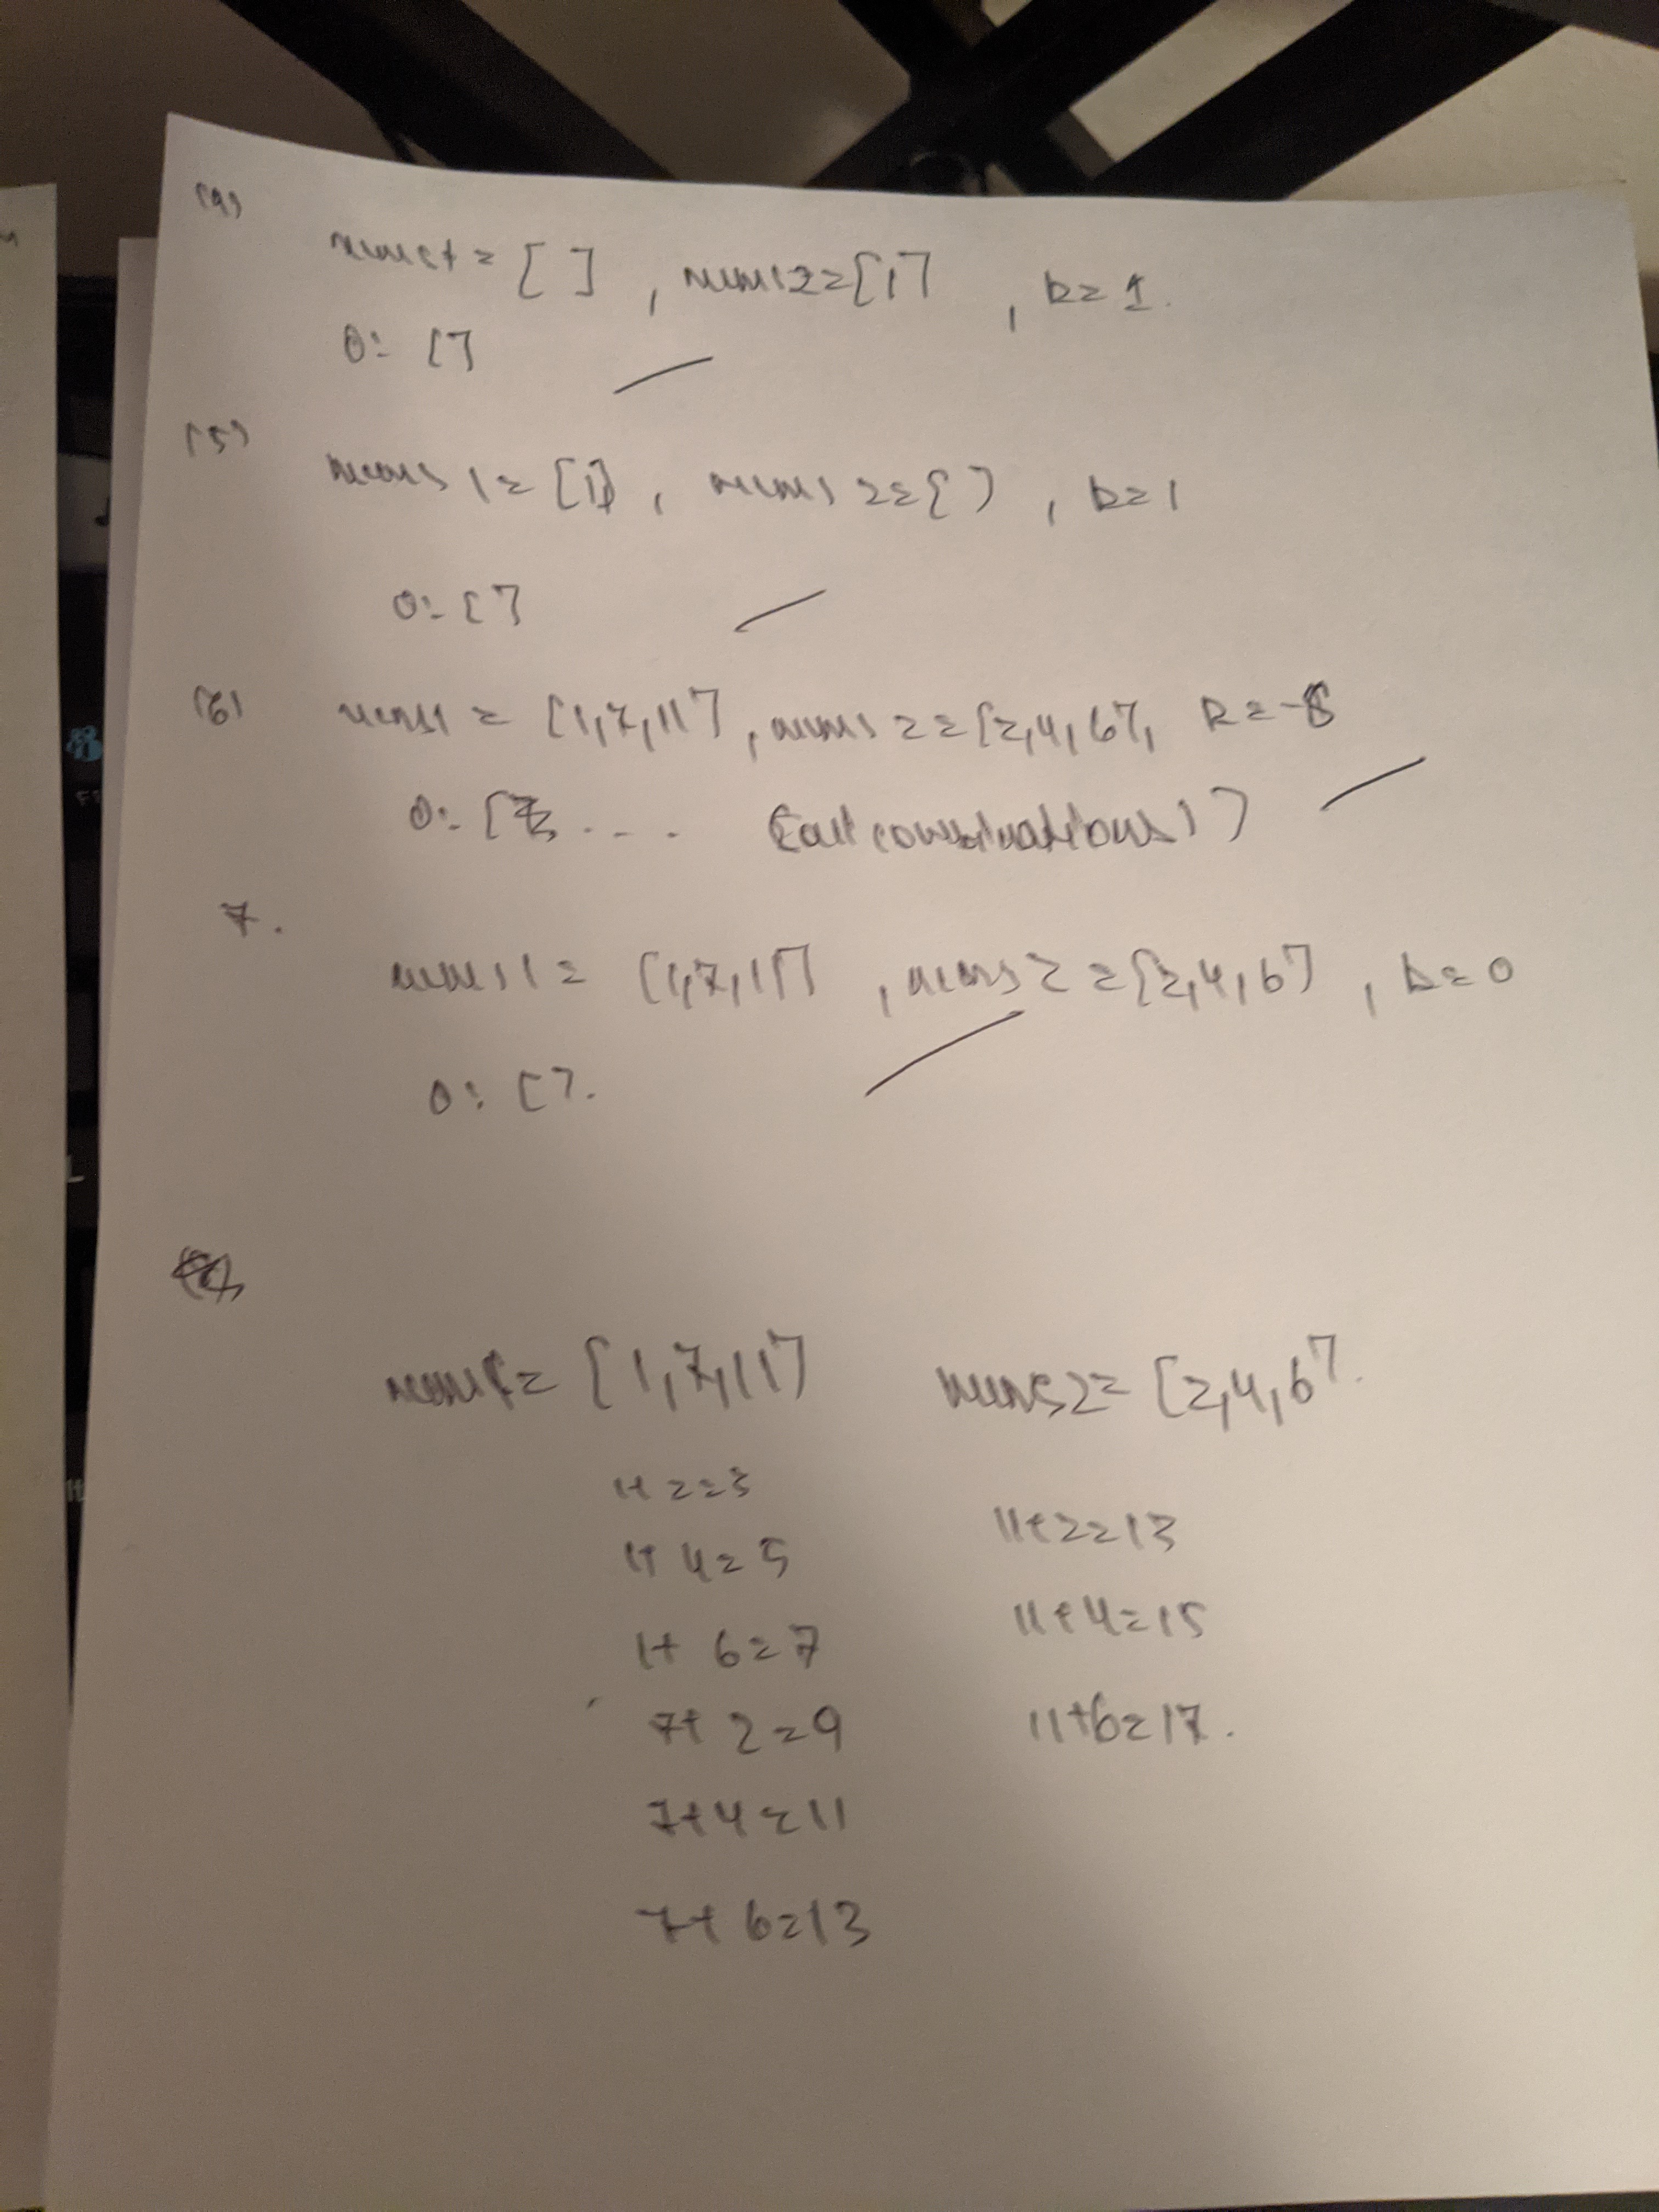 (4)
nums1 = [ ] , nums2 = [1] , k = 1.
O:- [ ]
(5)
nums1 = [1] , nums2 = [ ] , k = 1
O:- [ ]
(6) nums1 = [1,7,11] , nums2 = [2,4,6], k =
O:- [ .... (all combinations) ]
7.
nums1 = [1,7,11] , nums2 = [2,4,6] , k = 0
O: [ ].
nums1 = [1,7,11] nums2 = [2,4,6].
1+2=3
11+2=13
1+4=5
11+4=15
1+6=7
7+2=9
11+6=17.
7+4=11
7+6=13